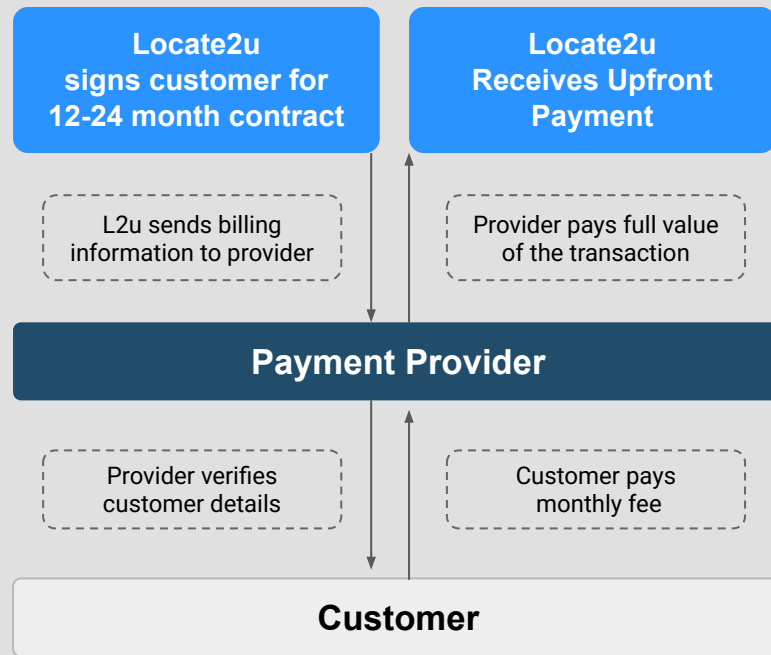 Locate2u
signs customer for
12-24 month contract
Locate2u
Receives Upfront
Payment
L2u sends billing
information to provider
Provider pays full value
of the transaction
Payment Provider
Provider verifies
customer details
Customer pays
monthly fee
Customer